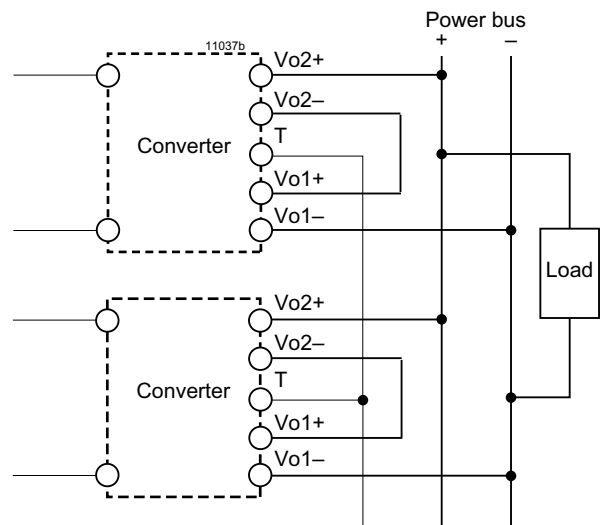 Power bus
+ –
11037b
Vo2+
Vo2–
T
Converter
Vo1+
Vo1–
Load
Vo2+
Vo2–
T
Converter
Vo1+
Vo1–